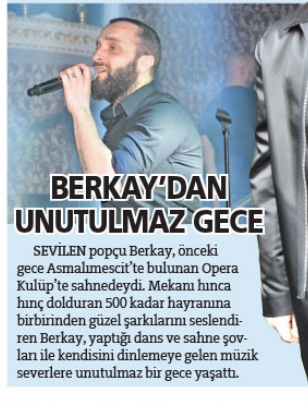 BERKAY'DAN
UNUTULMAZ GECE
SEVİLEN popçu Berkay, önceki
gece Asmalımescit'te bulunan Opera
Kulüp'te sahnedeydi. Mekanı hınca
hınç dolduran 500 kadar hayranına
birbirinden güzel şarkılarını seslendi-
ren Berkay, yaptığı dans ve sahne şov-
ları ile kendisini dinlemeye gelen müzik
severlere unutulmaz bir gece yaşattı.